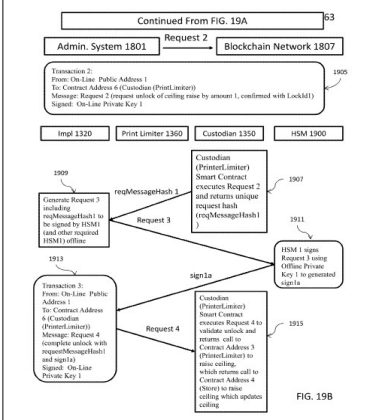 63
Continued From FIG. 19A
Request 2
Admin. System 1801
Blockchain Network 1807
1905
Transaction 2:
From: On-Line Public Address 1
To: Contract Address 6 (Custodian (PrintLimiter)
Message: Request 2 (request unlock of ceiling raise by amount 1, confirmed with LockId1)
Signed: On-Line Private Key 1
Impl 1320
Print Limiter 1360
Custodian 1350
HSM 1900
1909
Custodian
(PrinterLimiter)
Smart Contract
executes Request 2
and returns unique
request hash
(reqMessageHash1
)
1907
reqMessageHash 1
Generate Request 3
including
reqMessageHash1 to
be signed by HSM1
(and other required
HSM1) offline
Request 3
1911
HSM 1 signs
Request 3 using
Offline Private
Key 1 to generated
sign1a
1913
sign1a
Transaction 3:
From: On-Line Public
Address 1
To: Contract Address
6 (Custodian
(PrinterLimiter))
Message: Request 4
(complete unlock with
requestMessageHash1
and sign1a)
Signed: On-Line
Private Key 1
Request 4
Custodian
(PrinterLimiter)
Smart Contract
executes Request 4 to
validate unlock and
returns call to
Contract Address 3
(PrintLimiter) to
raise ceiling,
which returns call to
Contract Address 4
(Store) to raise
ceiling which updates
ceiling
1915
FIG. 19B